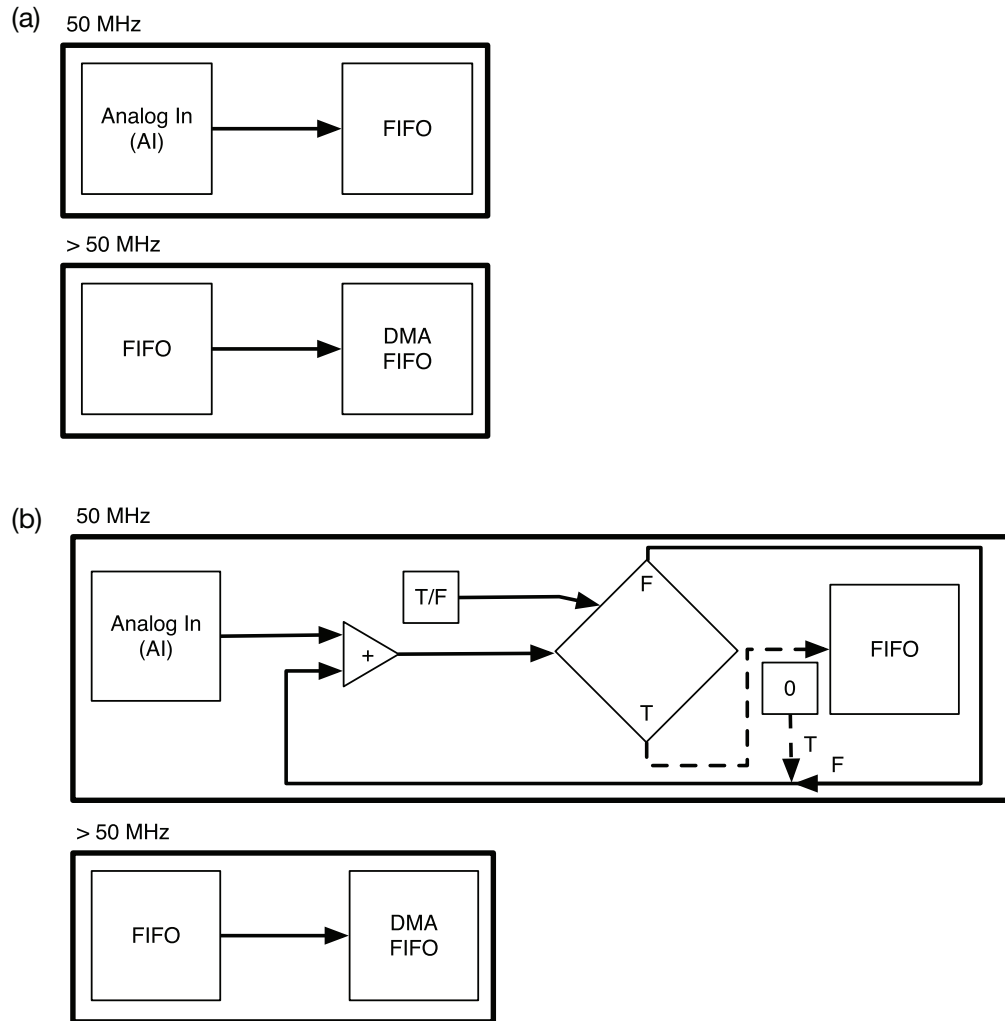 (a)
50 MHz
Analog In
(AI)
FIFO
> 50 MHz
FIFO
DMA
FIFO
(b)
50 MHz
Analog In
(AI)
T/F
+
F
T
FIFO
0
T
F
> 50 MHz
FIFO
DMA
FIFO